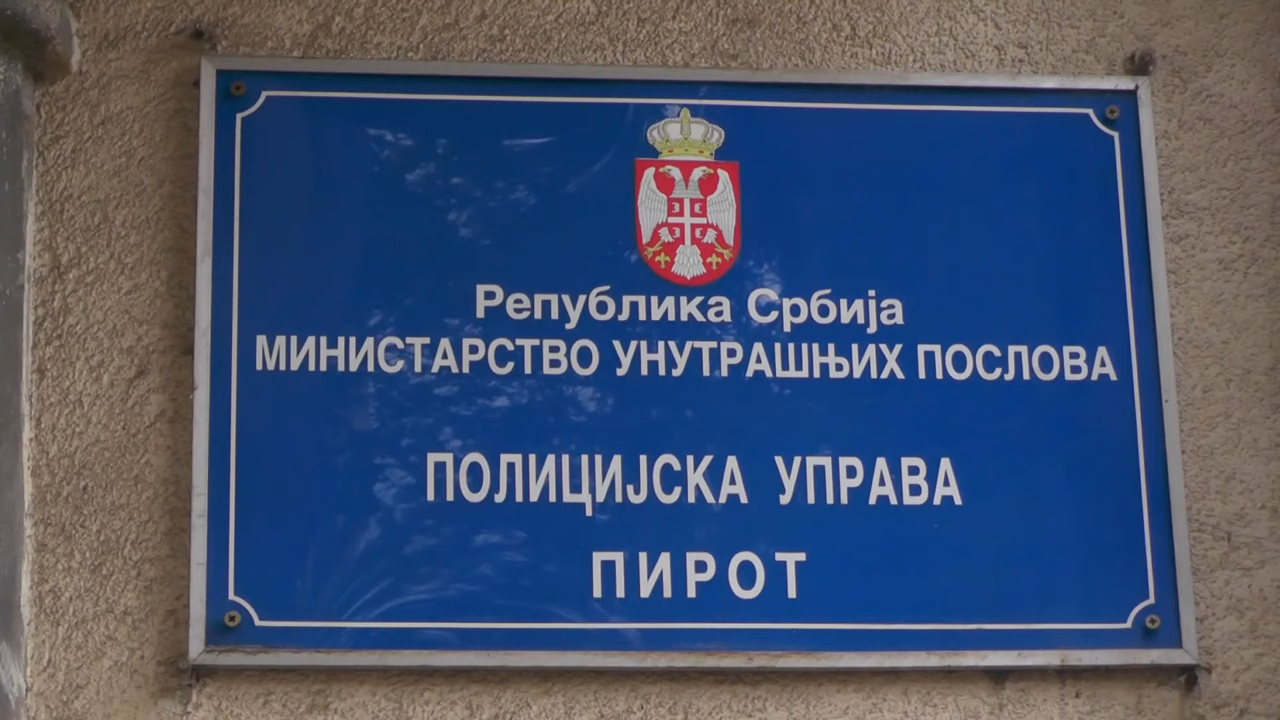 Република Србија
МИНИСТАРСТВО УНУТРАШЊИХ ПОСЛОВА
ПОЛИЦИЈСКА УПРАВА
ПИРОТ